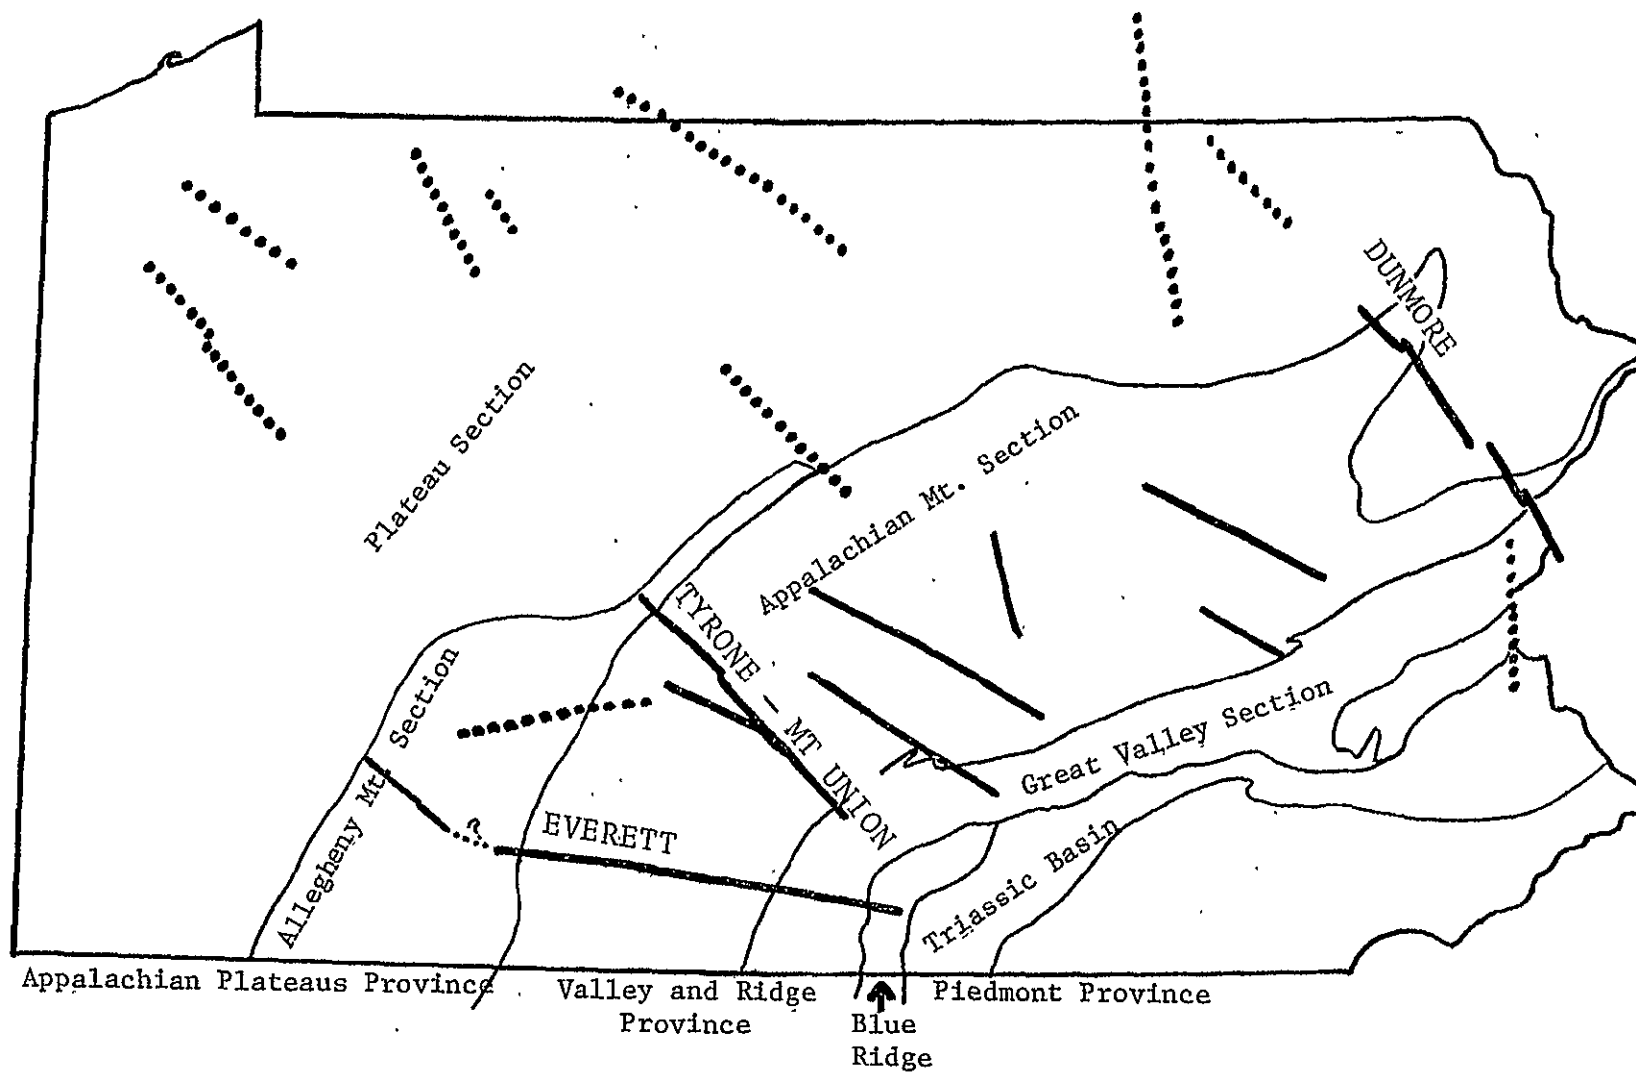 DUNMORE
Plateau Section
Appalachian Mt. Section
TYRONE - MT UNION
Allegheny Mt. Section
Great Valley Section
EVERETT
Triassic Basin
Appalachian Plateaus Province
Valley and Ridge
Province
Blue
Ridge
Piedmont Province